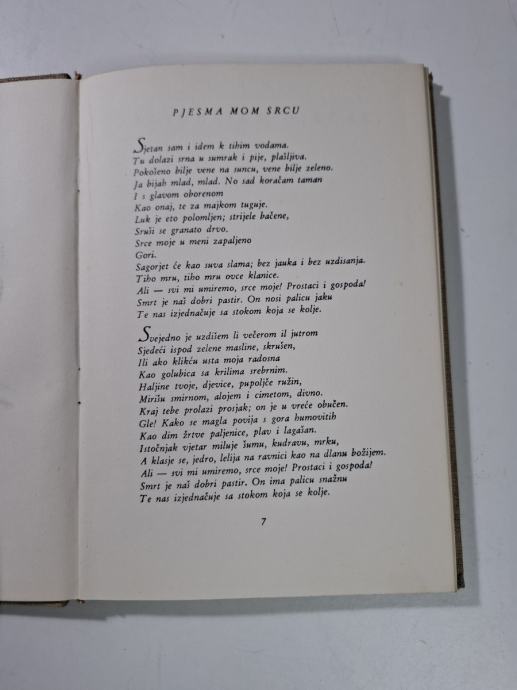 PJESMA MOM SRCU
Sjetan sam i idem k tihim vodama.
Tu dolazi srna u sumrak i pije, plašljiva.
Pokošeno bilje vene na suncu, vene bilje zeleno.
Ja bijah mlad, mlad. No sad koračam taman
I s glavom oborenom
Kao onaj, te za majkom tuguje.
Luk je eto polomljen; strijele bačene,
Sruši se granato drvo.
Srce moje u meni zapaljeno
Gori.
Sagorjet će kao suva slama; bez jauka i bez uzdisanja.
Tiho mru, tiho mru ovce klanice.
Ali — svi mi umiremo, srce moje! Prostaci i gospoda!
Smrt je naš dobri pastir. On nosi palicu jaku
Te nas izjednačuje sa stokom koja se kolje.
Svejedno je uzdišem li večerom il jutrom
Sjedeći ispod zelene masline, skrušen,
Ili ako klikću usta moja radosna
Kao golubica sa krilima srebrnim.
Haljine tvoje, djevice, pupoljče ružin,
Mirišu smirnom, alojem i cimetom, divno.
Kraj tebe prolazi prosjak; on je u vreće obučen.
Gle! Kako se magla povija s gora humovitih
Kao dim žrtve paljenice, plav i lagašan.
Istočnjak vjetar miluje šumu, kudravu, mrku,
A klasje se, jedro, lelija na ravnici kao na dlanu božijem.
Ali — svi mi umiremo, srce moje! Prostaci i gospoda!
Smrt je naš dobri pastir. On ima palicu snažnu
Te nas izjednačuje sa stokom koja se kolje.
7